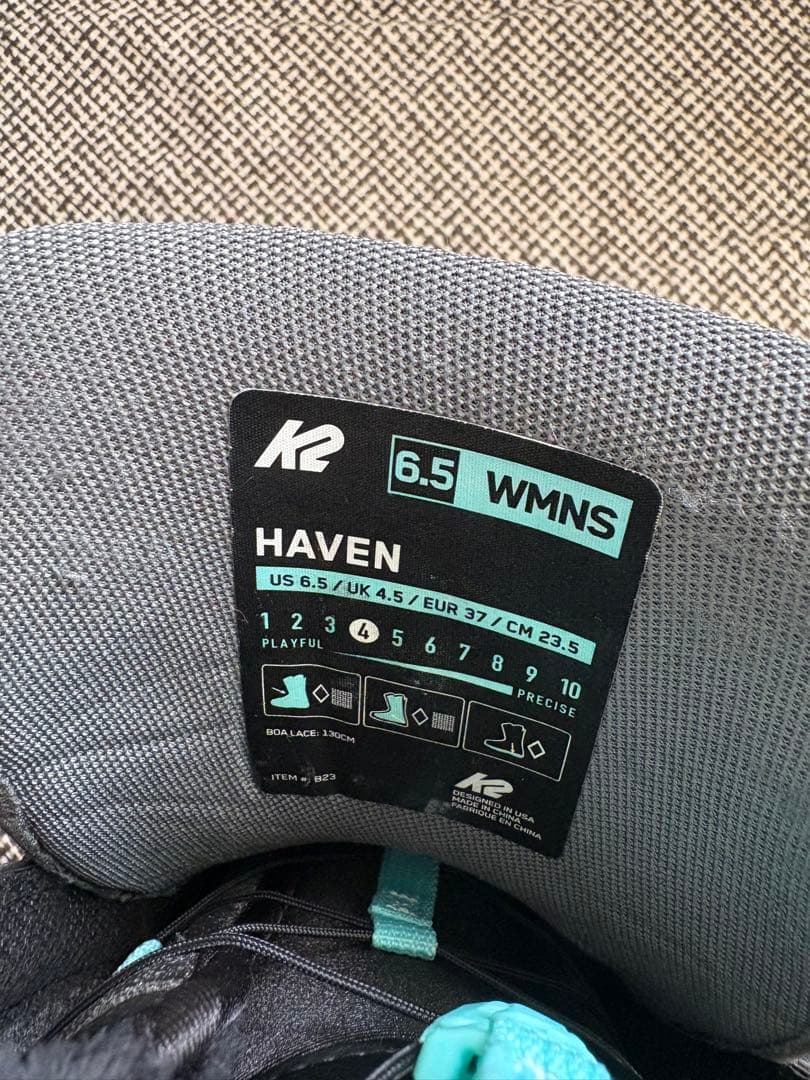 K2
6.5 WMNS
HAVEN
US 6.5 / UK 4.5 / EUR 37 / CM 23.5
1 2 3 4 5 6 7 8 9 10
PLAYFUL
PRECISE
BOA LACE: 130CM
ITEM #: B23
K2
DESIGNED IN USA
MADE IN CHINA
FABRIQUE EN CHINA